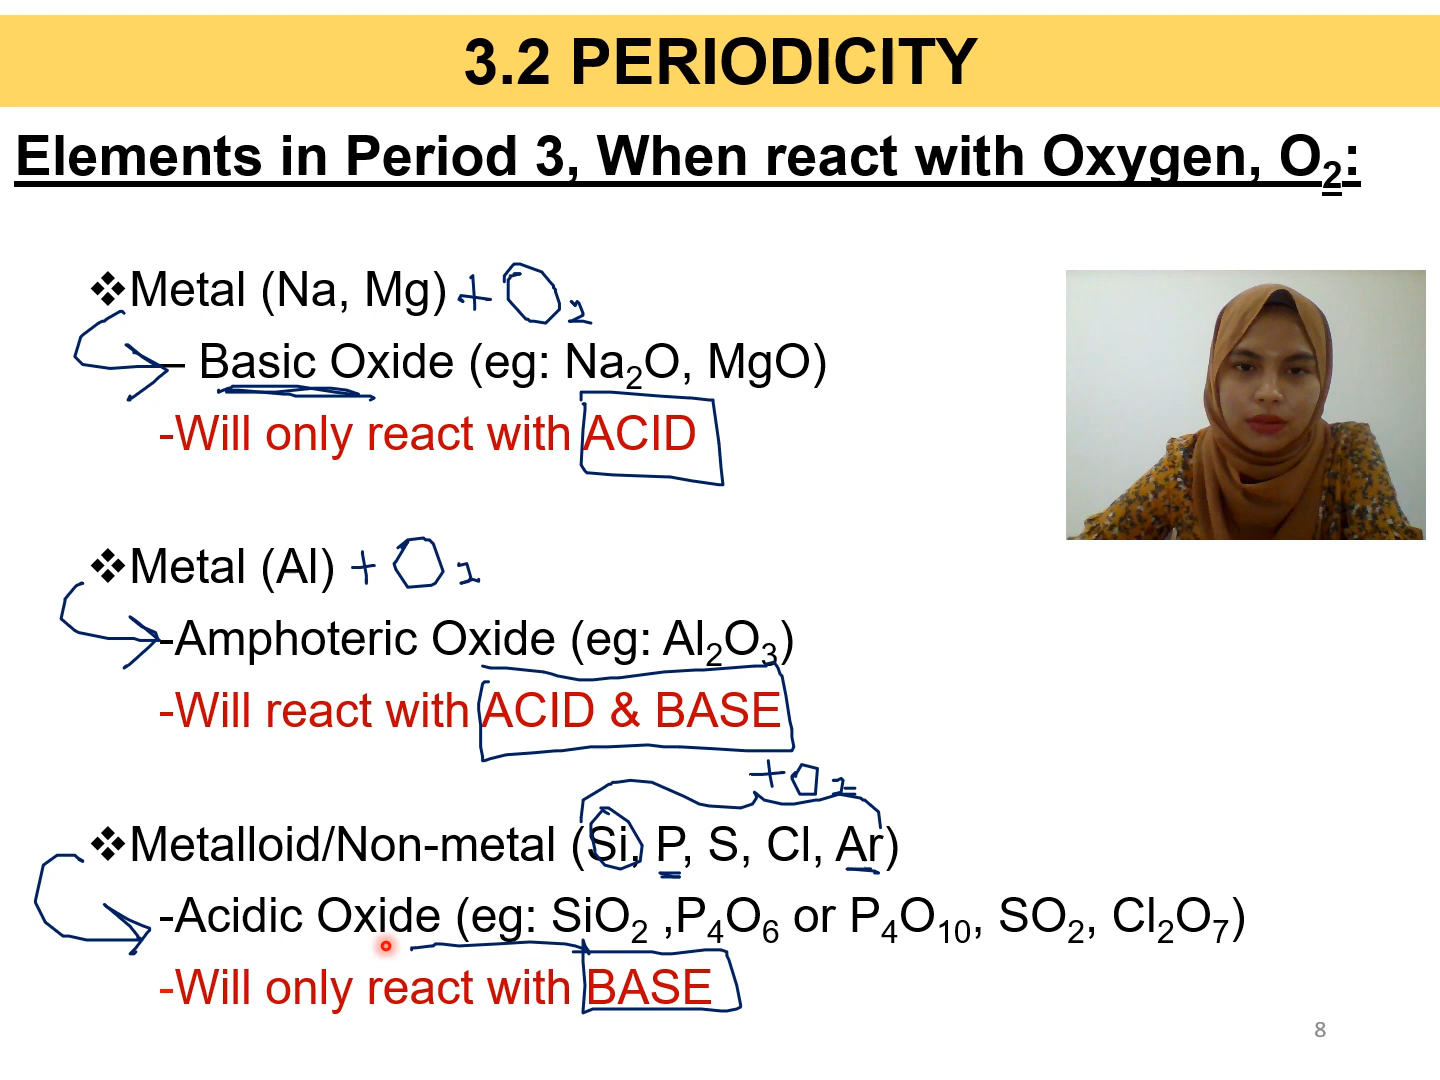 3.2 PERIODICITY
Elements in Period 3, When react with Oxygen, O₂:
❖Metal (Na, Mg) + O₂
– Basic Oxide (eg: Na₂O, MgO)
-Will only react with ACID
❖Metal (Al) + O₂
-Amphoteric Oxide (eg: Al₂O₃)
-Will react with ACID & BASE
+O₂
❖Metalloid/Non-metal (Si, P, S, Cl, Ar)
-Acidic Oxide (eg: SiO₂ ,P₄O₆ or P₄O₁₀, SO₂, Cl₂O₇)
-Will only react with BASE
8